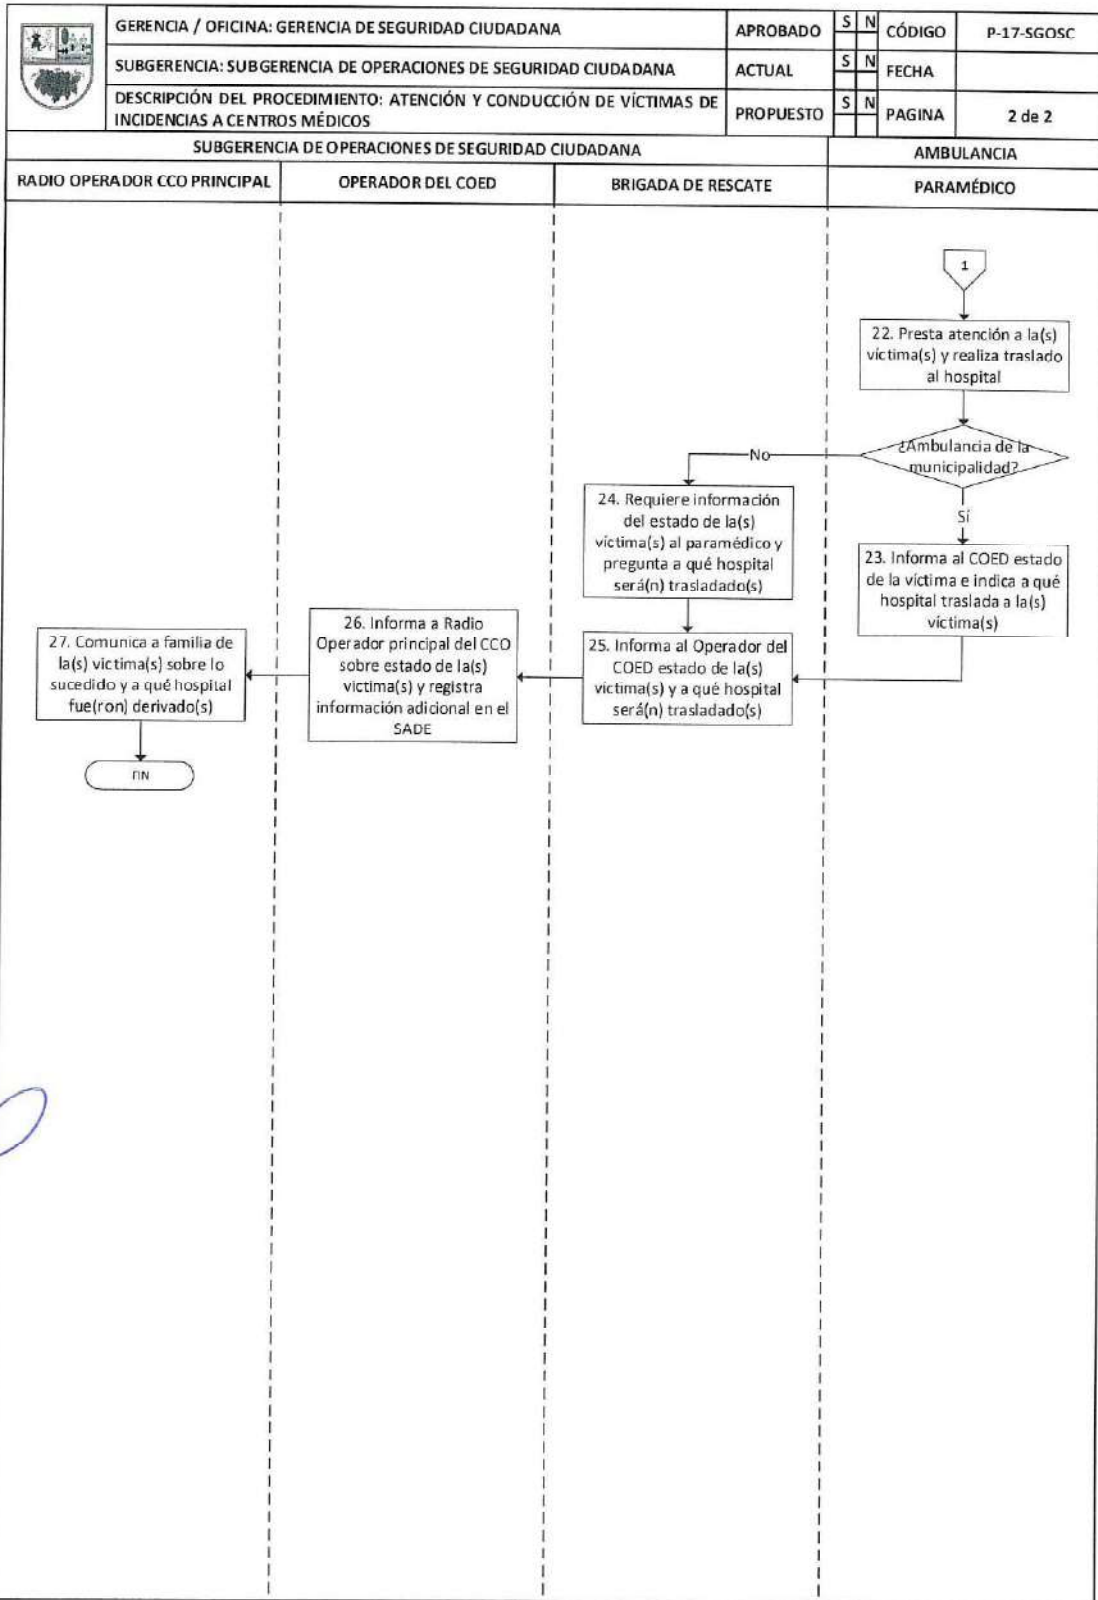 GERENCIA / OFICINA: GERENCIA DE SEGURIDAD CIUDADANA
APROBADO
S N
CÓDIGO
P-17-SGOSC
SUBGERENCIA: SUBGERENCIA DE OPERACIONES DE SEGURIDAD CIUDADANA
ACTUAL
S N
FECHA
DESCRIPCIÓN DEL PROCEDIMIENTO: ATENCIÓN Y CONDUCCIÓN DE VÍCTIMAS DE
INCIDENCIAS A CENTROS MÉDICOS
PROPUESTO
S N
PAGINA
2 de 2
SUBGERENCIA DE OPERACIONES DE SEGURIDAD CIUDADANA
AMBULANCIA
RADIO OPERADOR CCO PRINCIPAL
OPERADOR DEL COED
BRIGADA DE RESCATE
PARAMÉDICO
1
22. Presta atención a la(s)
víctima(s) y realiza traslado
al hospital
¿Ambulancia de la
municipalidad?
No
Sí
24. Requiere información
del estado de la(s)
víctima(s) al paramédico y
pregunta a qué hospital
será(n) trasladado(s)
23. Informa al COED estado
de la víctima e indica a qué
hospital traslada a la(s)
víctima(s)
25. Informa al Operador del
COED estado de la(s)
víctima(s) y a qué hospital
será(n) trasladado(s)
26. Informa a Radio
Operador principal del CCO
sobre estado de la(s)
victima(s) y registra
información adicional en el
SADE
27. Comunica a familia de
la(s) victima(s) sobre lo
sucedido y a qué hospital
fue(ron) derivado(s)
FIN